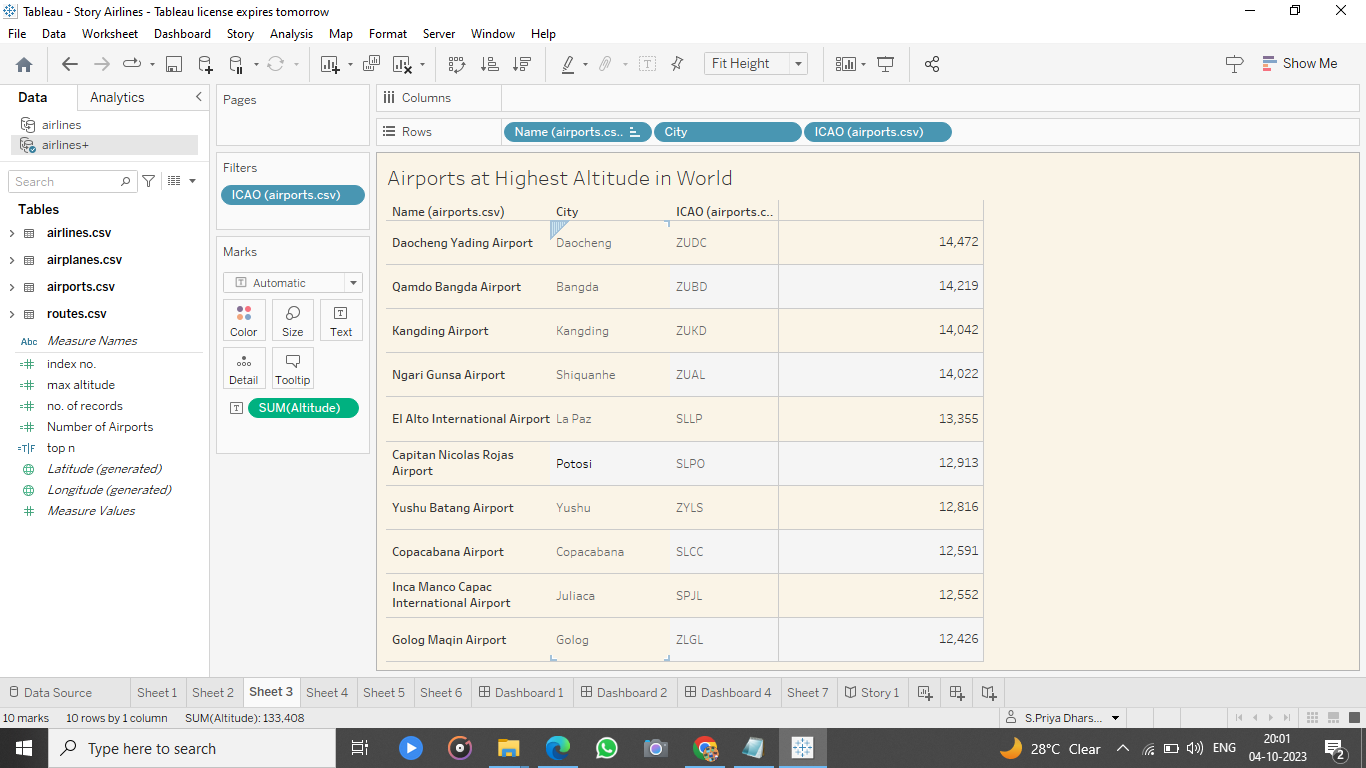 Tableau - Story Airlines - Tableau license expires tomorrow
File Data Worksheet Dashboard Story Analysis Map Format Server Window Help
Fit Height
Show Me
Data Analytics
airlines
airlines+
Search
Tables
airlines.csv
airplanes.csv
airports.csv
routes.csv
Abc Measure Names
index no.
max altitude
no. of records
Number of Airports
T|F top n
Latitude (generated)
Longitude (generated)
Measure Values
Pages
Filters
ICAO (airports.csv)
Marks
Automatic
Color Size Text
Detail Tooltip
SUM(Altitude)
Columns
Rows Name (airports.cs.. City ICAO (airports.csv)
Airports at Highest Altitude in World
Name (airports.csv) City ICAO (airports.c..
Daocheng Yading Airport Daocheng ZUDC 14,472
Qamdo Bangda Airport Bangda ZUBD 14,219
Kangding Airport Kangding ZUKD 14,042
Ngari Gunsa Airport Shiquanhe ZUAL 14,022
El Alto International Airport La Paz SLLP 13,355
Capitan Nicolas Rojas
Airport Potosi SLPO 12,913
Yushu Batang Airport Yushu ZYLS 12,816
Copacabana Airport Copacabana SLCC 12,591
Inca Manco Capac
International Airport Juliaca SPJL 12,552
Golog Maqin Airport Golog ZLGL 12,426
Data Source Sheet 1 Sheet 2 Sheet 3 Sheet 4 Sheet 5 Sheet 6 Dashboard 1 Dashboard 2 Dashboard 4 Sheet 7 Story 1
10 marks 10 rows by 1 column SUM(Altitude): 133,408 S.Priya Dhars...
Type here to search 28°C Clear ENG 20:01
04-10-2023 2